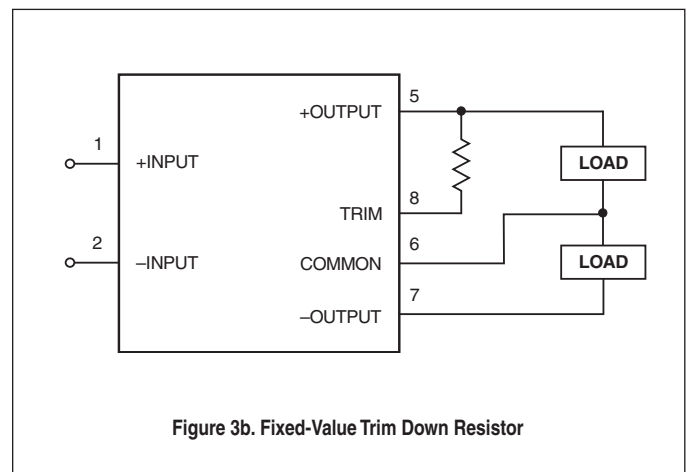 +OUTPUT
5
LOAD
1
+INPUT
TRIM
8
2
–INPUT
COMMON
6
LOAD
–OUTPUT
7
Figure 3b. Fixed-Value Trim Down Resistor